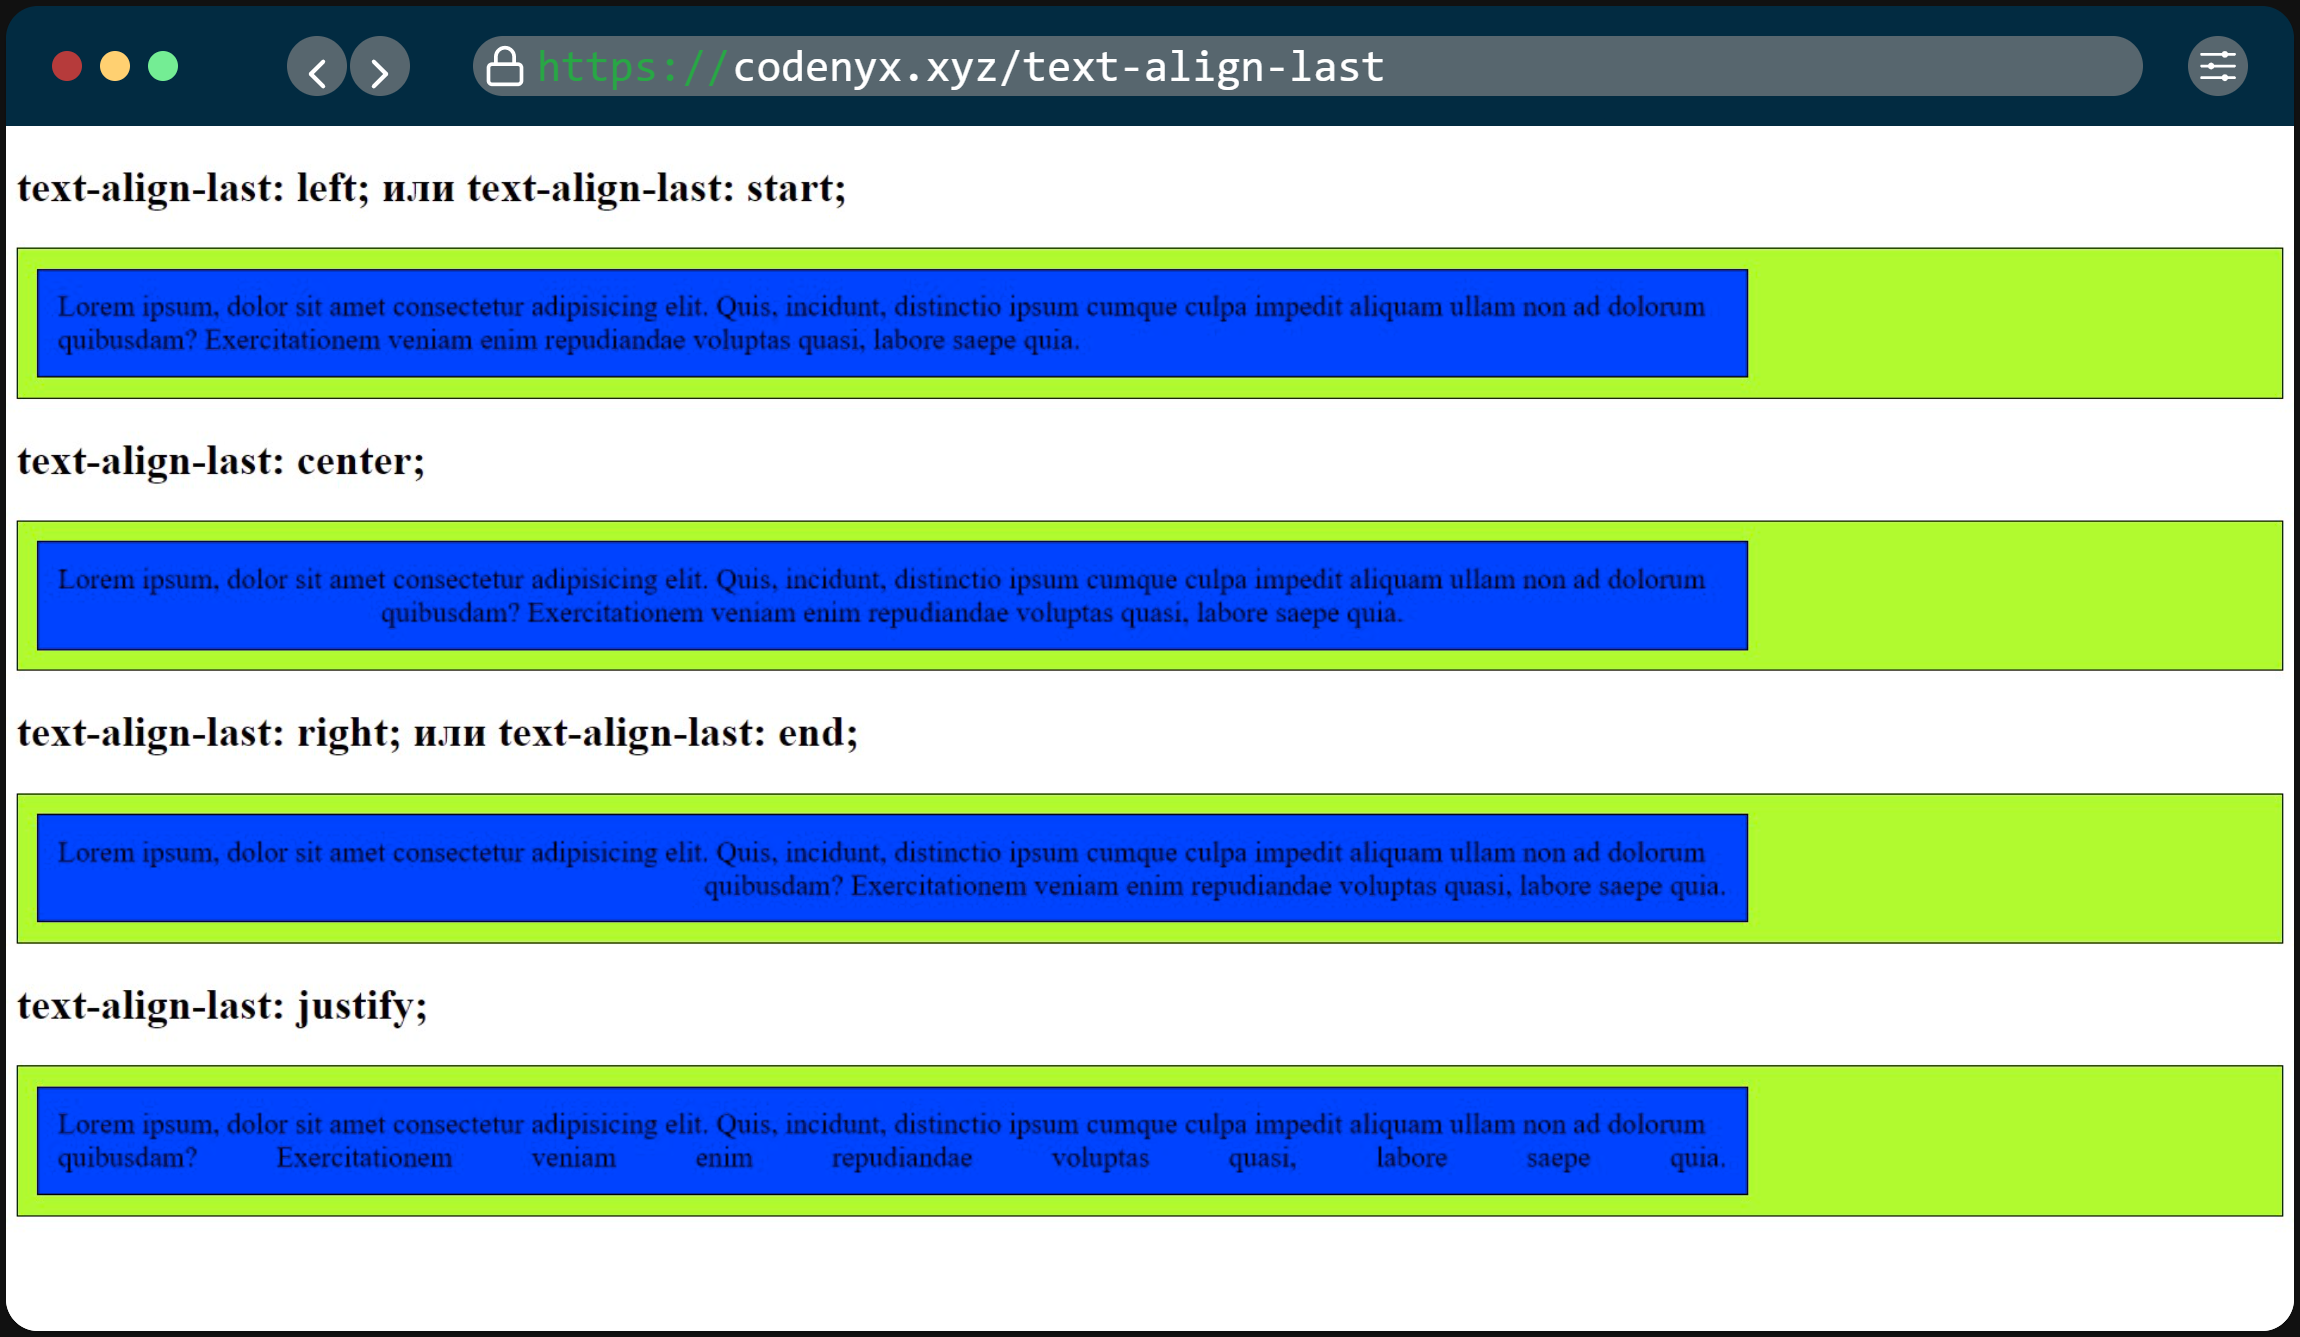 https://codenyx.xyz/text-align-last
text-align-last: left; или text-align-last: start;
Lorem ipsum, dolor sit amet consectetur adipisicing elit. Quis, incidunt, distinctio ipsum cumque culpa impedit aliquam ullam non ad dolorum
quibusdam? Exercitationem veniam enim repudiandae voluptas quasi, labore saepe quia.
text-align-last: center;
Lorem ipsum, dolor sit amet consectetur adipisicing elit. Quis, incidunt, distinctio ipsum cumque culpa impedit aliquam ullam non ad dolorum
quibusdam? Exercitationem veniam enim repudiandae voluptas quasi, labore saepe quia.
text-align-last: right; или text-align-last: end;
Lorem ipsum, dolor sit amet consectetur adipisicing elit. Quis, incidunt, distinctio ipsum cumque culpa impedit aliquam ullam non ad dolorum
quibusdam? Exercitationem veniam enim repudiandae voluptas quasi, labore saepe quia.
text-align-last: justify;
Lorem ipsum, dolor sit amet consectetur adipisicing elit. Quis, incidunt, distinctio ipsum cumque culpa impedit aliquam ullam non ad dolorum
quibusdam? Exercitationem veniam enim repudiandae voluptas quasi, labore saepe quia.